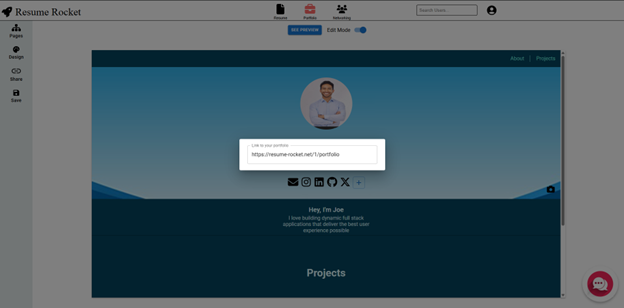 Resume Rocket
Resume
Portfolio
Networking
Search Users...
SEE PREVIEW
Edit Mode
Pages
Design
Share
Save
About | Projects
Link to your portfolio
https://resume-rocket.net/1/portfolio
Hey, I'm Joe
I love building dynamic full stack
applications that deliver the best user
experience possible
Projects